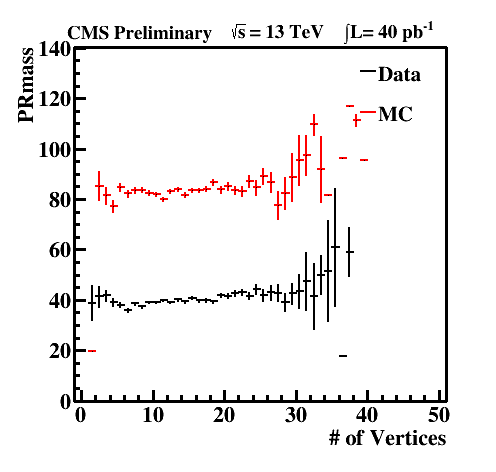 CMS Preliminary √s = 13 TeV ∫L= 40 pb⁻¹
PRmass
140
120
100
80
60
40
20
0
Data
MC
0 10 20 30 40 50
# of Vertices